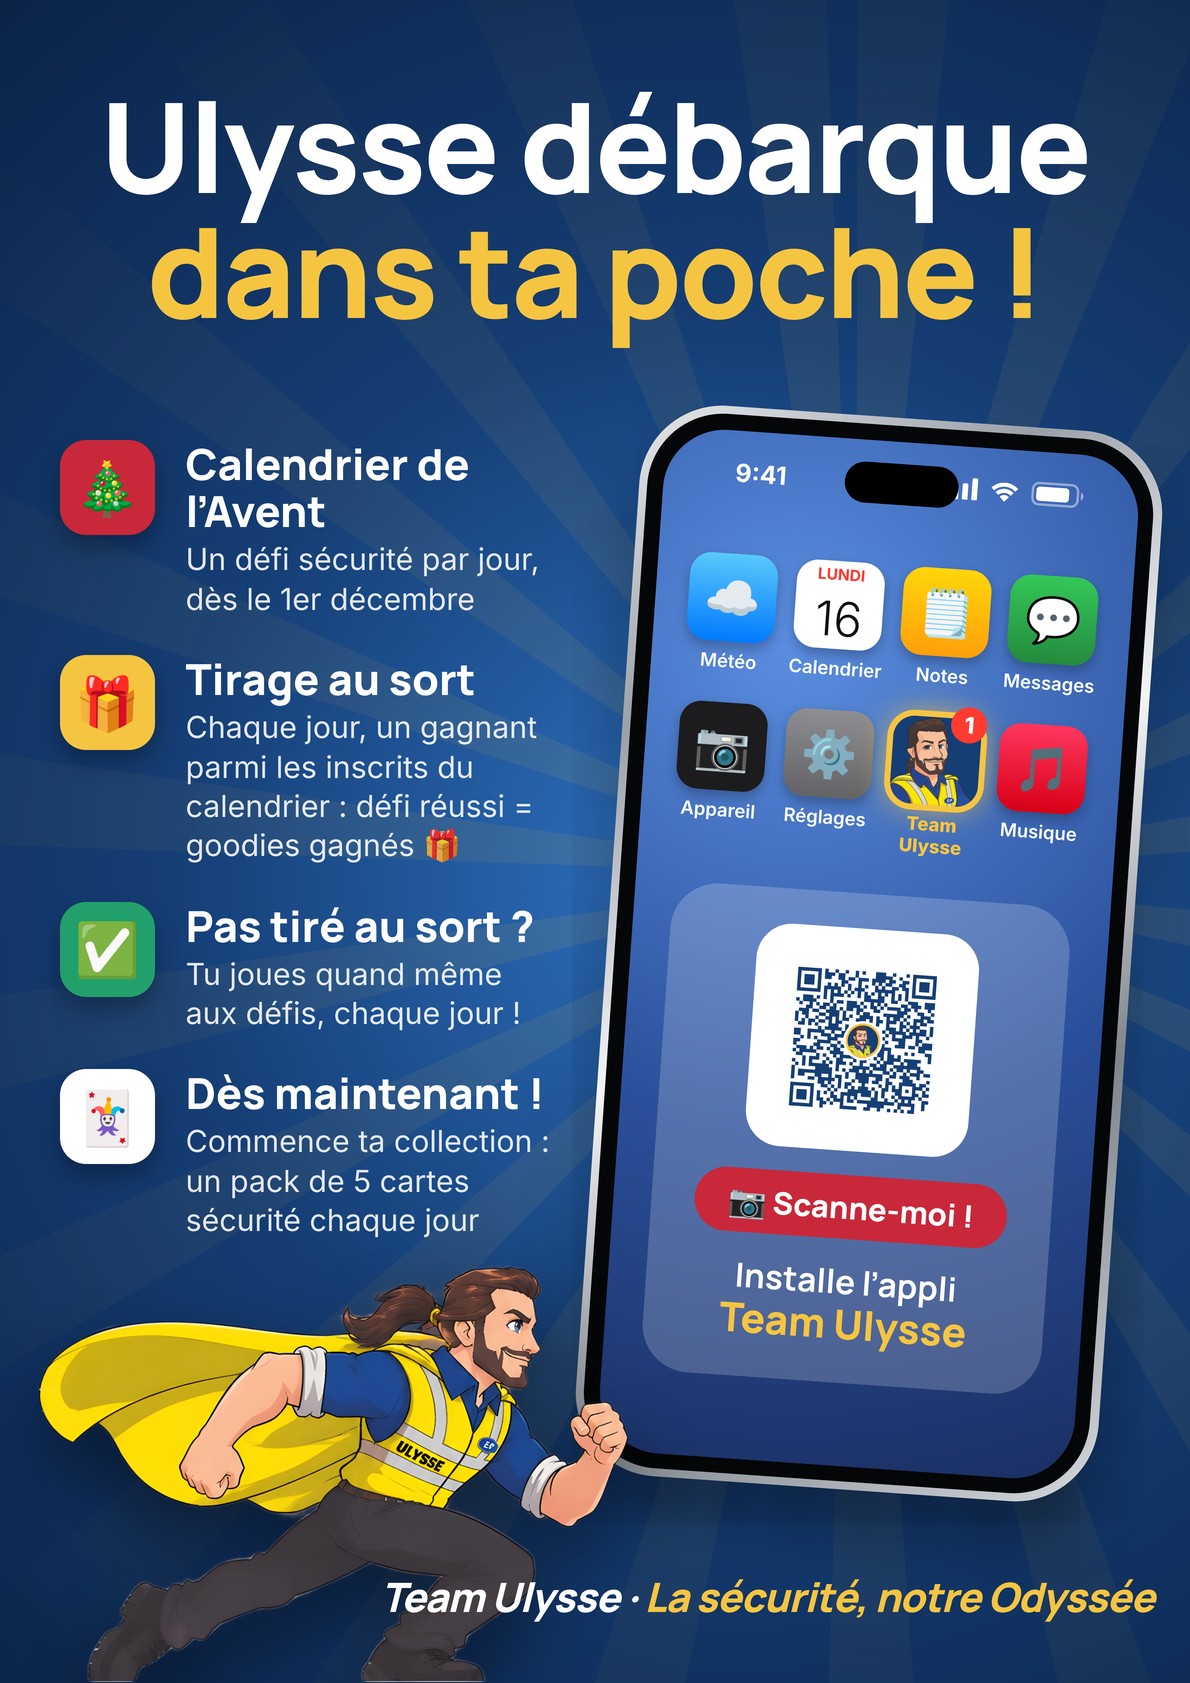 Ulysse débarque
dans ta poche !
Calendrier de
l’Avent
Un défi sécurité par jour,
dès le 1er décembre
Tirage au sort
Chaque jour, un gagnant
parmi les inscrits du
calendrier : défi réussi =
goodies gagnés 🎁
Pas tiré au sort ?
Tu joues quand même
aux défis, chaque jour !
Dès maintenant !
Commence ta collection :
un pack de 5 cartes
sécurité chaque jour
9:41
LUNDI
16
Météo
Calendrier
Notes
Messages
1
Appareil
Réglages
Team
Ulysse
Musique
📷 Scanne-moi !
Installe l’appli
Team Ulysse
ULYSSE
Team Ulysse · La sécurité, notre Odyssée